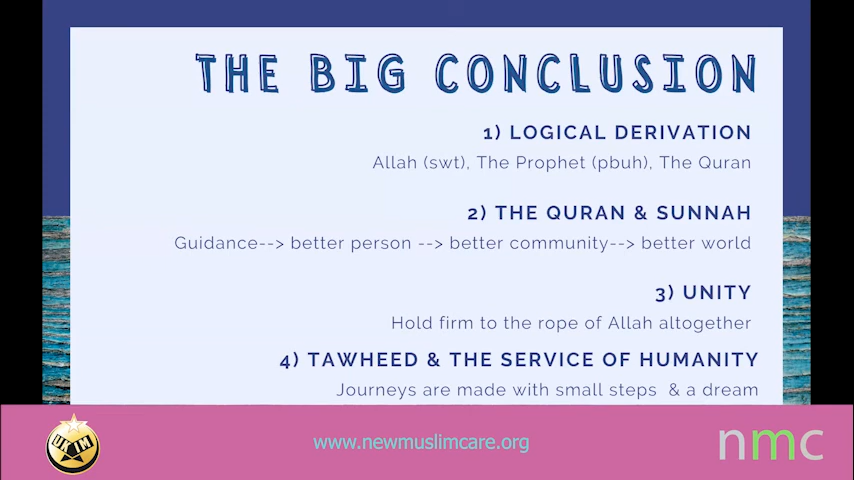 THE BIG CONCLUSION
1) LOGICAL DERIVATION
Allah (swt), The Prophet (pbuh), The Quran
2) THE QURAN & SUNNAH
Guidance--> better person --> better community--> better world
3) UNITY
Hold firm to the rope of Allah altogether
4) TAWHEED & THE SERVICE OF HUMANITY
Journeys are made with small steps & a dream
UKIM
www.newmuslimcare.org
nmc